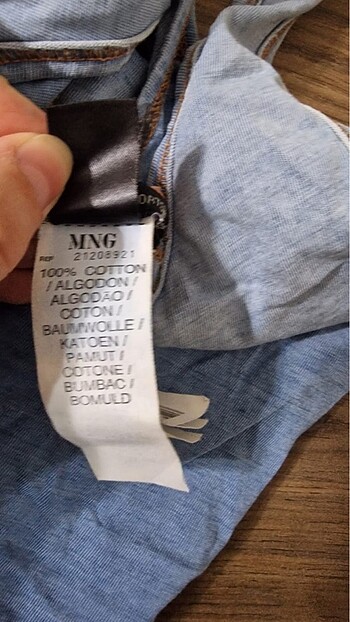 MNG
REF 21208921
100% COTTON
/ ALGODON /
ALGODÃO /
COTON /
BAUMWOLLE /
KATOEN /
PAMUT /
COTONE /
BUMBAC /
BOMULD